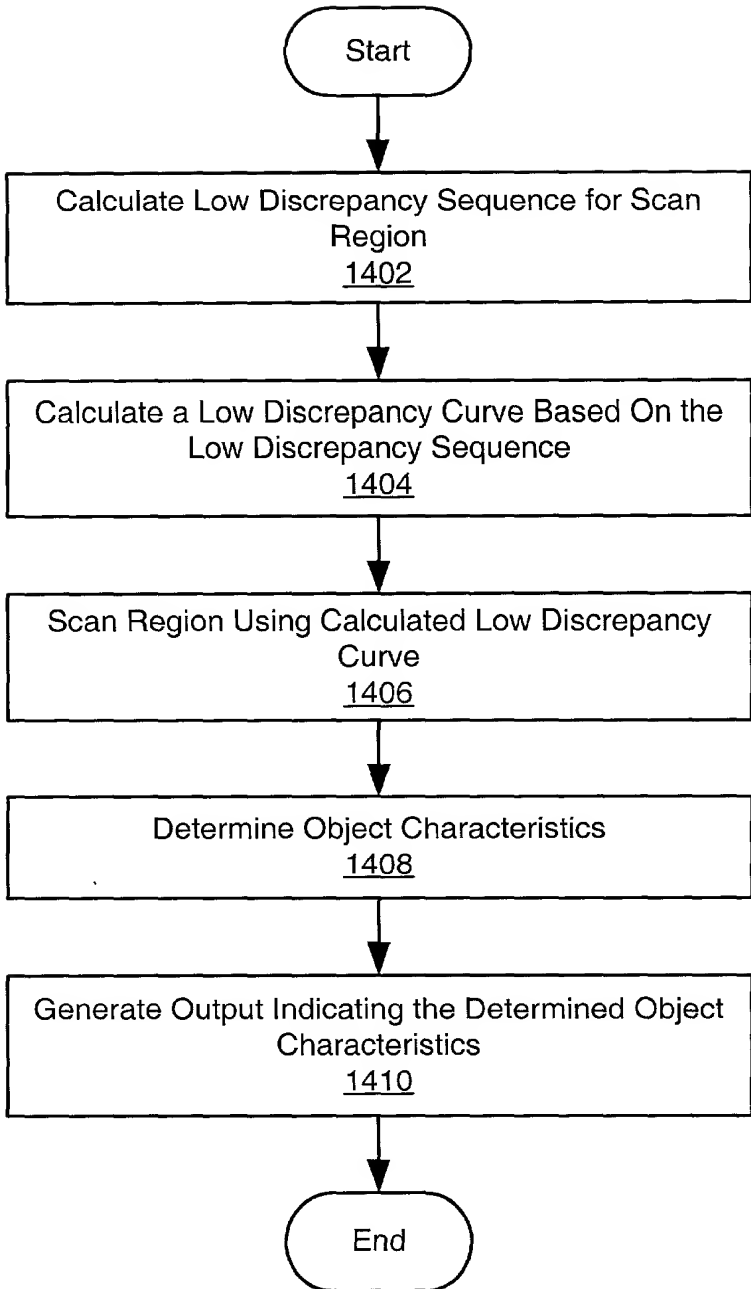 Start
Calculate Low Discrepancy Sequence for Scan
Region
1402
Calculate a Low Discrepancy Curve Based On the
Low Discrepancy Sequence
1404
Scan Region Using Calculated Low Discrepancy
Curve
1406
Determine Object Characteristics
1408
Generate Output Indicating the Determined Object
Characteristics
1410
End